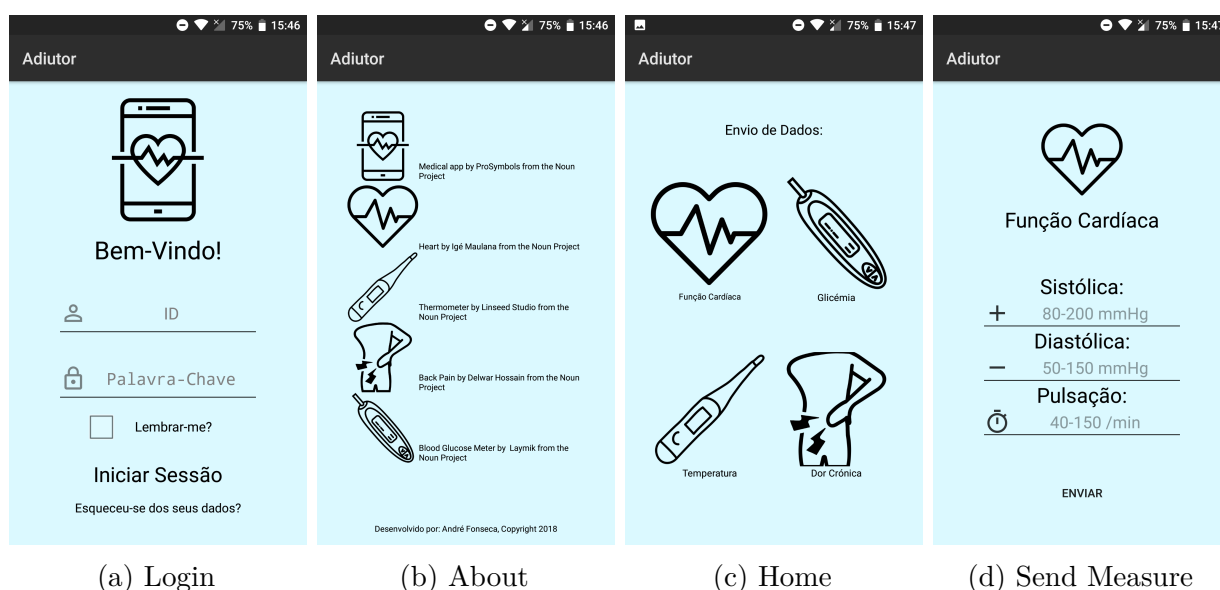 75% 15:46
Adiutor
Bem-Vindo!
ID
Palavra-Chave
Lembrar-me?
Iniciar Sessão
Esqueceu-se dos seus dados?
(a) Login
75% 15:46
Adiutor
Medical app by ProSymbols from the Noun
Project
Heart by Igé Maulana from the Noun Project
Thermometer by Linseed Studio from the
Noun Project
Back Pain by Delwar Hossain from the Noun
Project
Blood Glucose Meter by Laymik from the
Noun Project
Desenvolvido por: André Fonseca, Copyright 2018
(b) About
75% 15:47
Adiutor
Envio de Dados:
Função Cardíaca
Glicémia
Temperatura
Dor Crónica
(c) Home
75% 15:47
Adiutor
Função Cardíaca
Sistólica:
80-200 mmHg
Diastólica:
50-150 mmHg
Pulsação:
40-150 /min
ENVIAR
(d) Send Measure